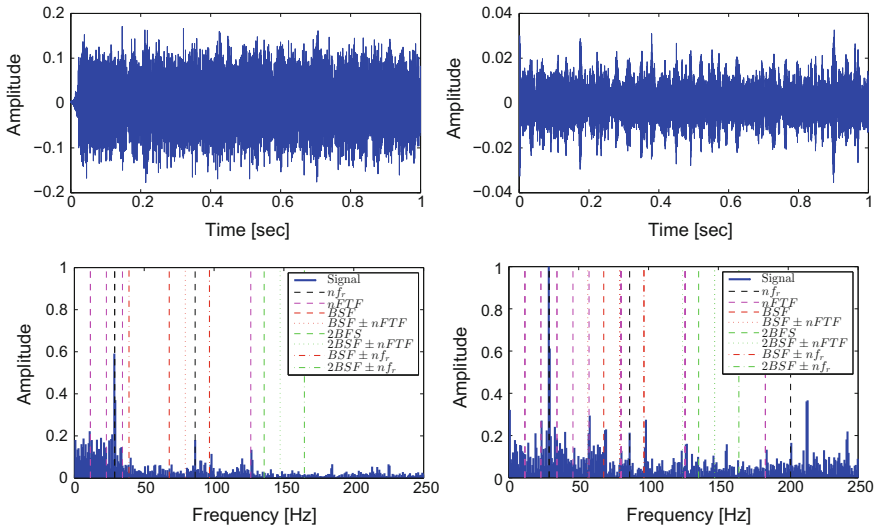 0.2
0.1
0
−0.1
−0.2
Amplitude
0 0.2 0.4 0.6 0.8 1
Time [sec]
0.04
0.02
0
−0.02
−0.04
Amplitude
0 0.2 0.4 0.6 0.8 1
Time [sec]
1
0.8
0.6
0.4
0.2
0
Amplitude
Signal
nf_r
nFTF
BSF
BSF ± nFTF
2BFS
2BSF ± nFTF
BSF ± nf_r
2BSF ± nf_r
0 50 100 150 200 250
Frequency [Hz]
1
0.8
0.6
0.4
0.2
0
Amplitude
Signal
nf_r
nFTF
BSF
BSF ± nFTF
2BFS
2BSF ± nFTF
BSF ± nf_r
2BSF ± nf_r
0 50 100 150 200 250
Frequency [Hz]